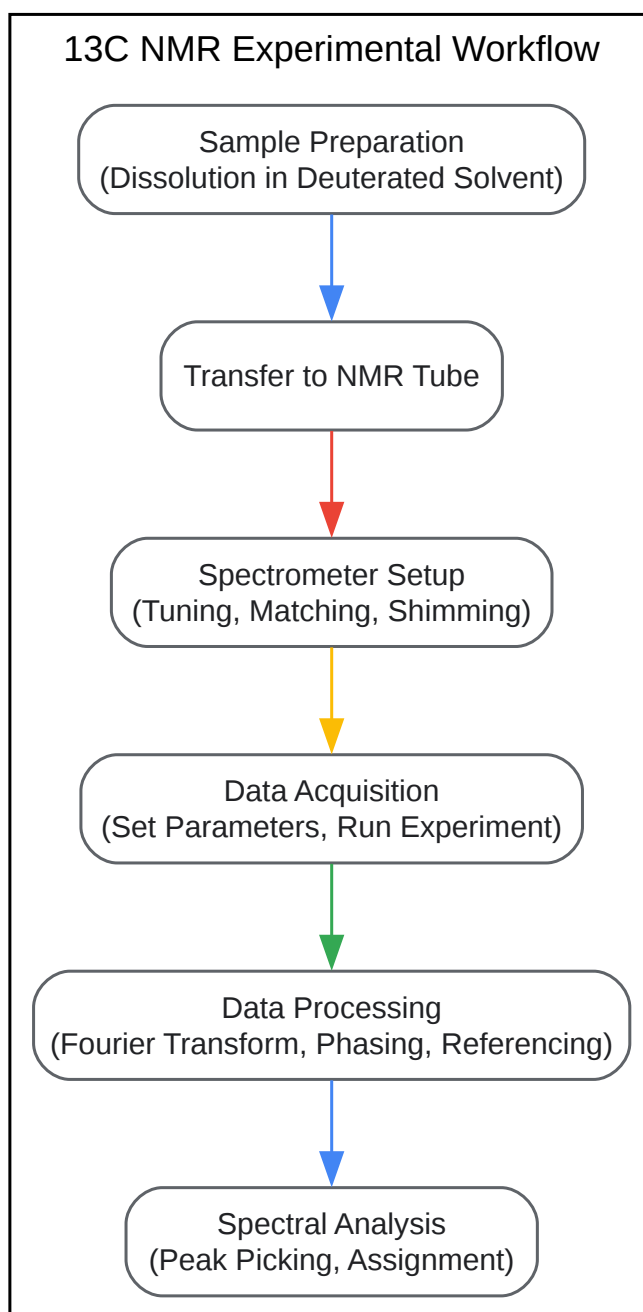 13C NMR Experimental Workflow
Sample Preparation
(Dissolution in Deuterated Solvent)
Transfer to NMR Tube
Spectrometer Setup
(Tuning, Matching, Shimming)
Data Acquisition
(Set Parameters, Run Experiment)
Data Processing
(Fourier Transform, Phasing, Referencing)
Spectral Analysis
(Peak Picking, Assignment)